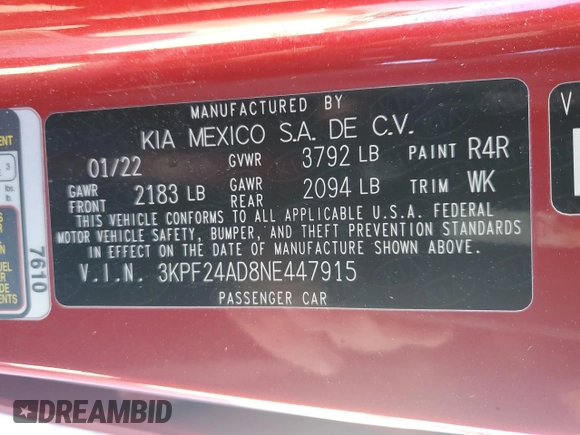 MANUFACTURED BY
KIA MEXICO S.A. DE C.V.
01/22 GVWR 3792 LB PAINT R4R
GAWR FRONT 2183 LB GAWR REAR 2094 LB TRIM WK
THIS VEHICLE CONFORMS TO ALL APPLICABLE U.S.A. FEDERAL
MOTOR VEHICLE SAFETY, BUMPER, AND THEFT PREVENTION STANDARDS
IN EFFECT ON THE DATE OF MANUFACTURE SHOWN ABOVE.
V.I.N. 3KPF24AD8NE447915
PASSENGER CAR
7610
V
3
DREAMBID